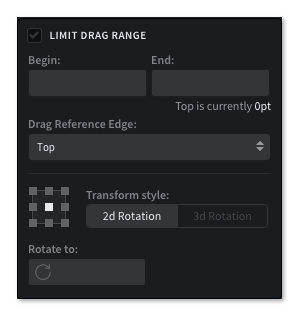 LIMIT DRAG RANGE
Begin: End:
Top is currently 0pt
Drag Reference Edge:
Top
Transform style:
2d Rotation 3d Rotation
Rotate to: